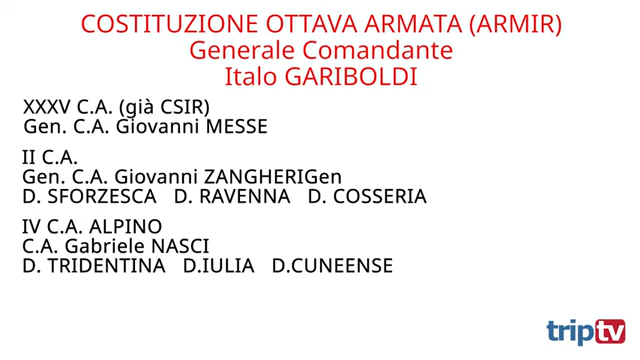 COSTITUZIONE OTTAVA ARMATA (ARMIR)
Generale Comandante
Italo GARIBOLDI
XXXV C.A. (già CSIR)
Gen. C.A. Giovanni MESSE
II C.A.
Gen. C.A. Giovanni ZANGHERIGen
D. SFORZESCA D. RAVENNA D. COSSERIA
IV C.A. ALPINO
C.A. Gabriele NASCI
D. TRIDENTINA D.IULIA D.CUNEENSE
triptv